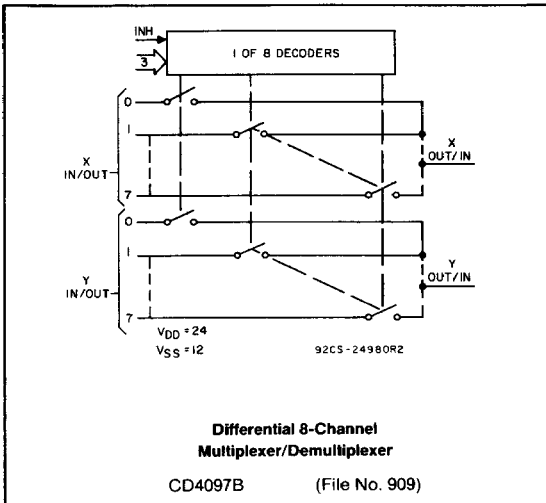 INH
3
1 OF 8 DECODERS
0
1
X
IN/OUT
7
X
OUT/IN
0
1
Y
IN/OUT
7
Y
OUT/IN
VDD = 24
VSS = 12
92CS-24980R2
Differential 8-Channel
Multiplexer/Demultiplexer
CD4097B (File No. 909)